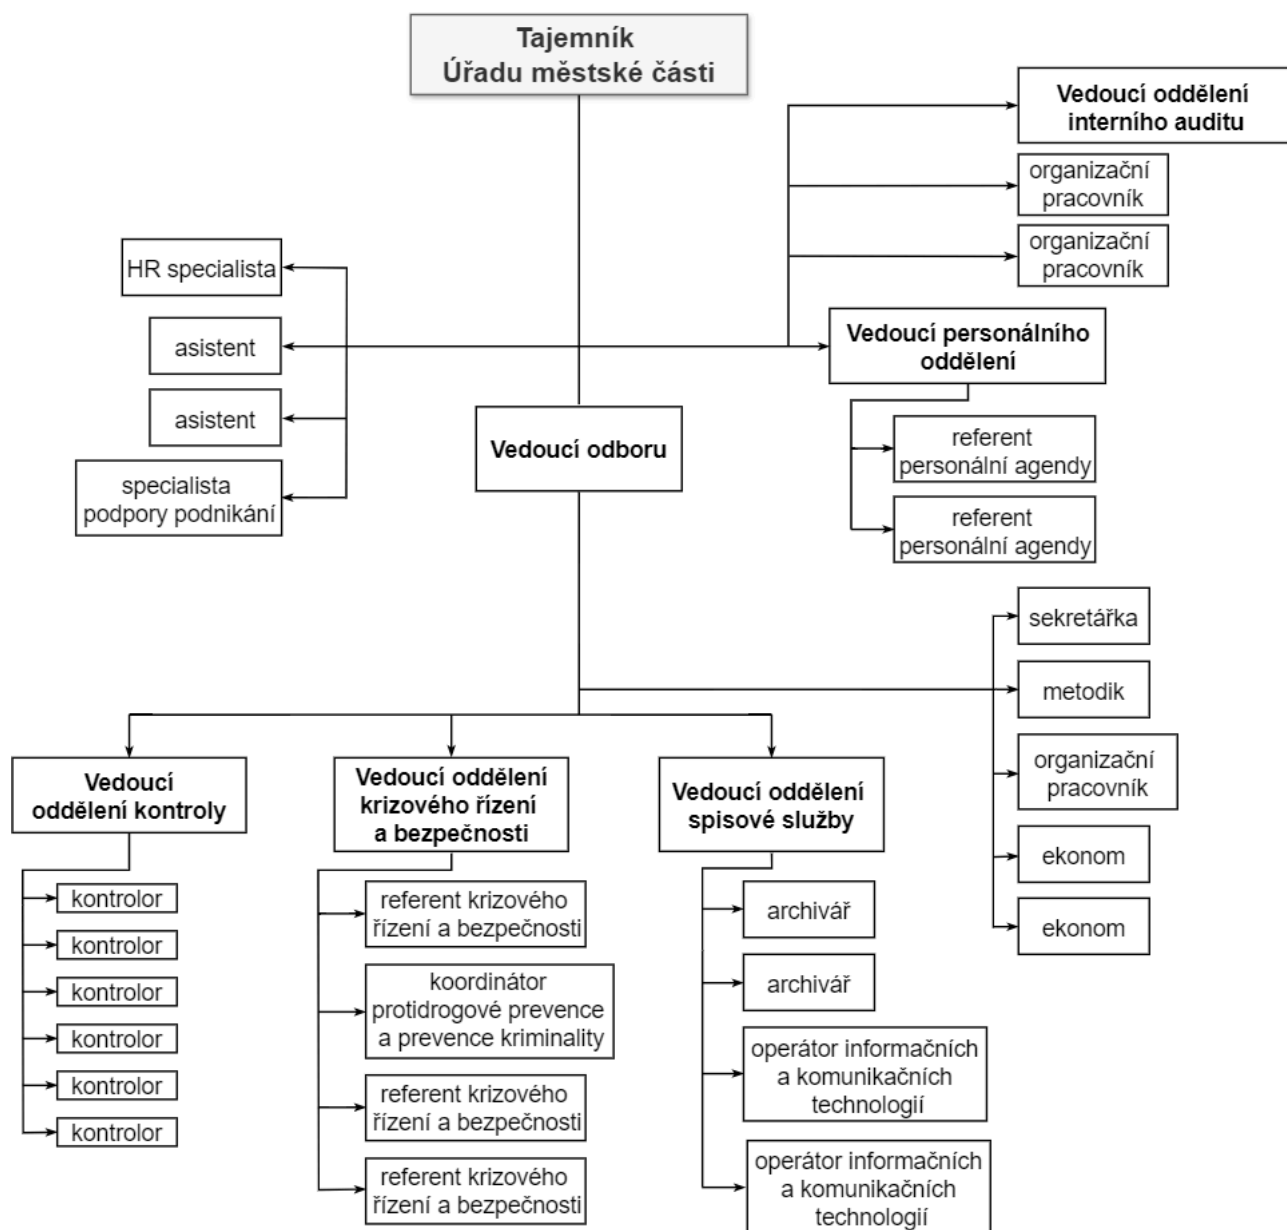 Tajemník
Úřadu městské části
Vedoucí oddělení
interního auditu
organizační
pracovník
organizační
pracovník
HR specialista
asistent
asistent
specialista
podpory podnikání
Vedoucí personálního
oddělení
referent
personální agendy
referent
personální agendy
Vedoucí odboru
sekretářka
metodik
organizační
pracovník
ekonom
ekonom
Vedoucí
oddělení kontroly
kontrolor
kontrolor
kontrolor
kontrolor
kontrolor
kontrolor
Vedoucí oddělení
krizového řízení
a bezpečnosti
referent krizového
řízení a bezpečnosti
koordinátor
protidrogové prevence
a prevence kriminality
referent krizového
řízení a bezpečnosti
referent krizového
řízení a bezpečnosti
Vedoucí oddělení
spisové služby
archivář
archivář
operátor informačních
a komunikačních
technologií
operátor informačních
a komunikačních
technologií